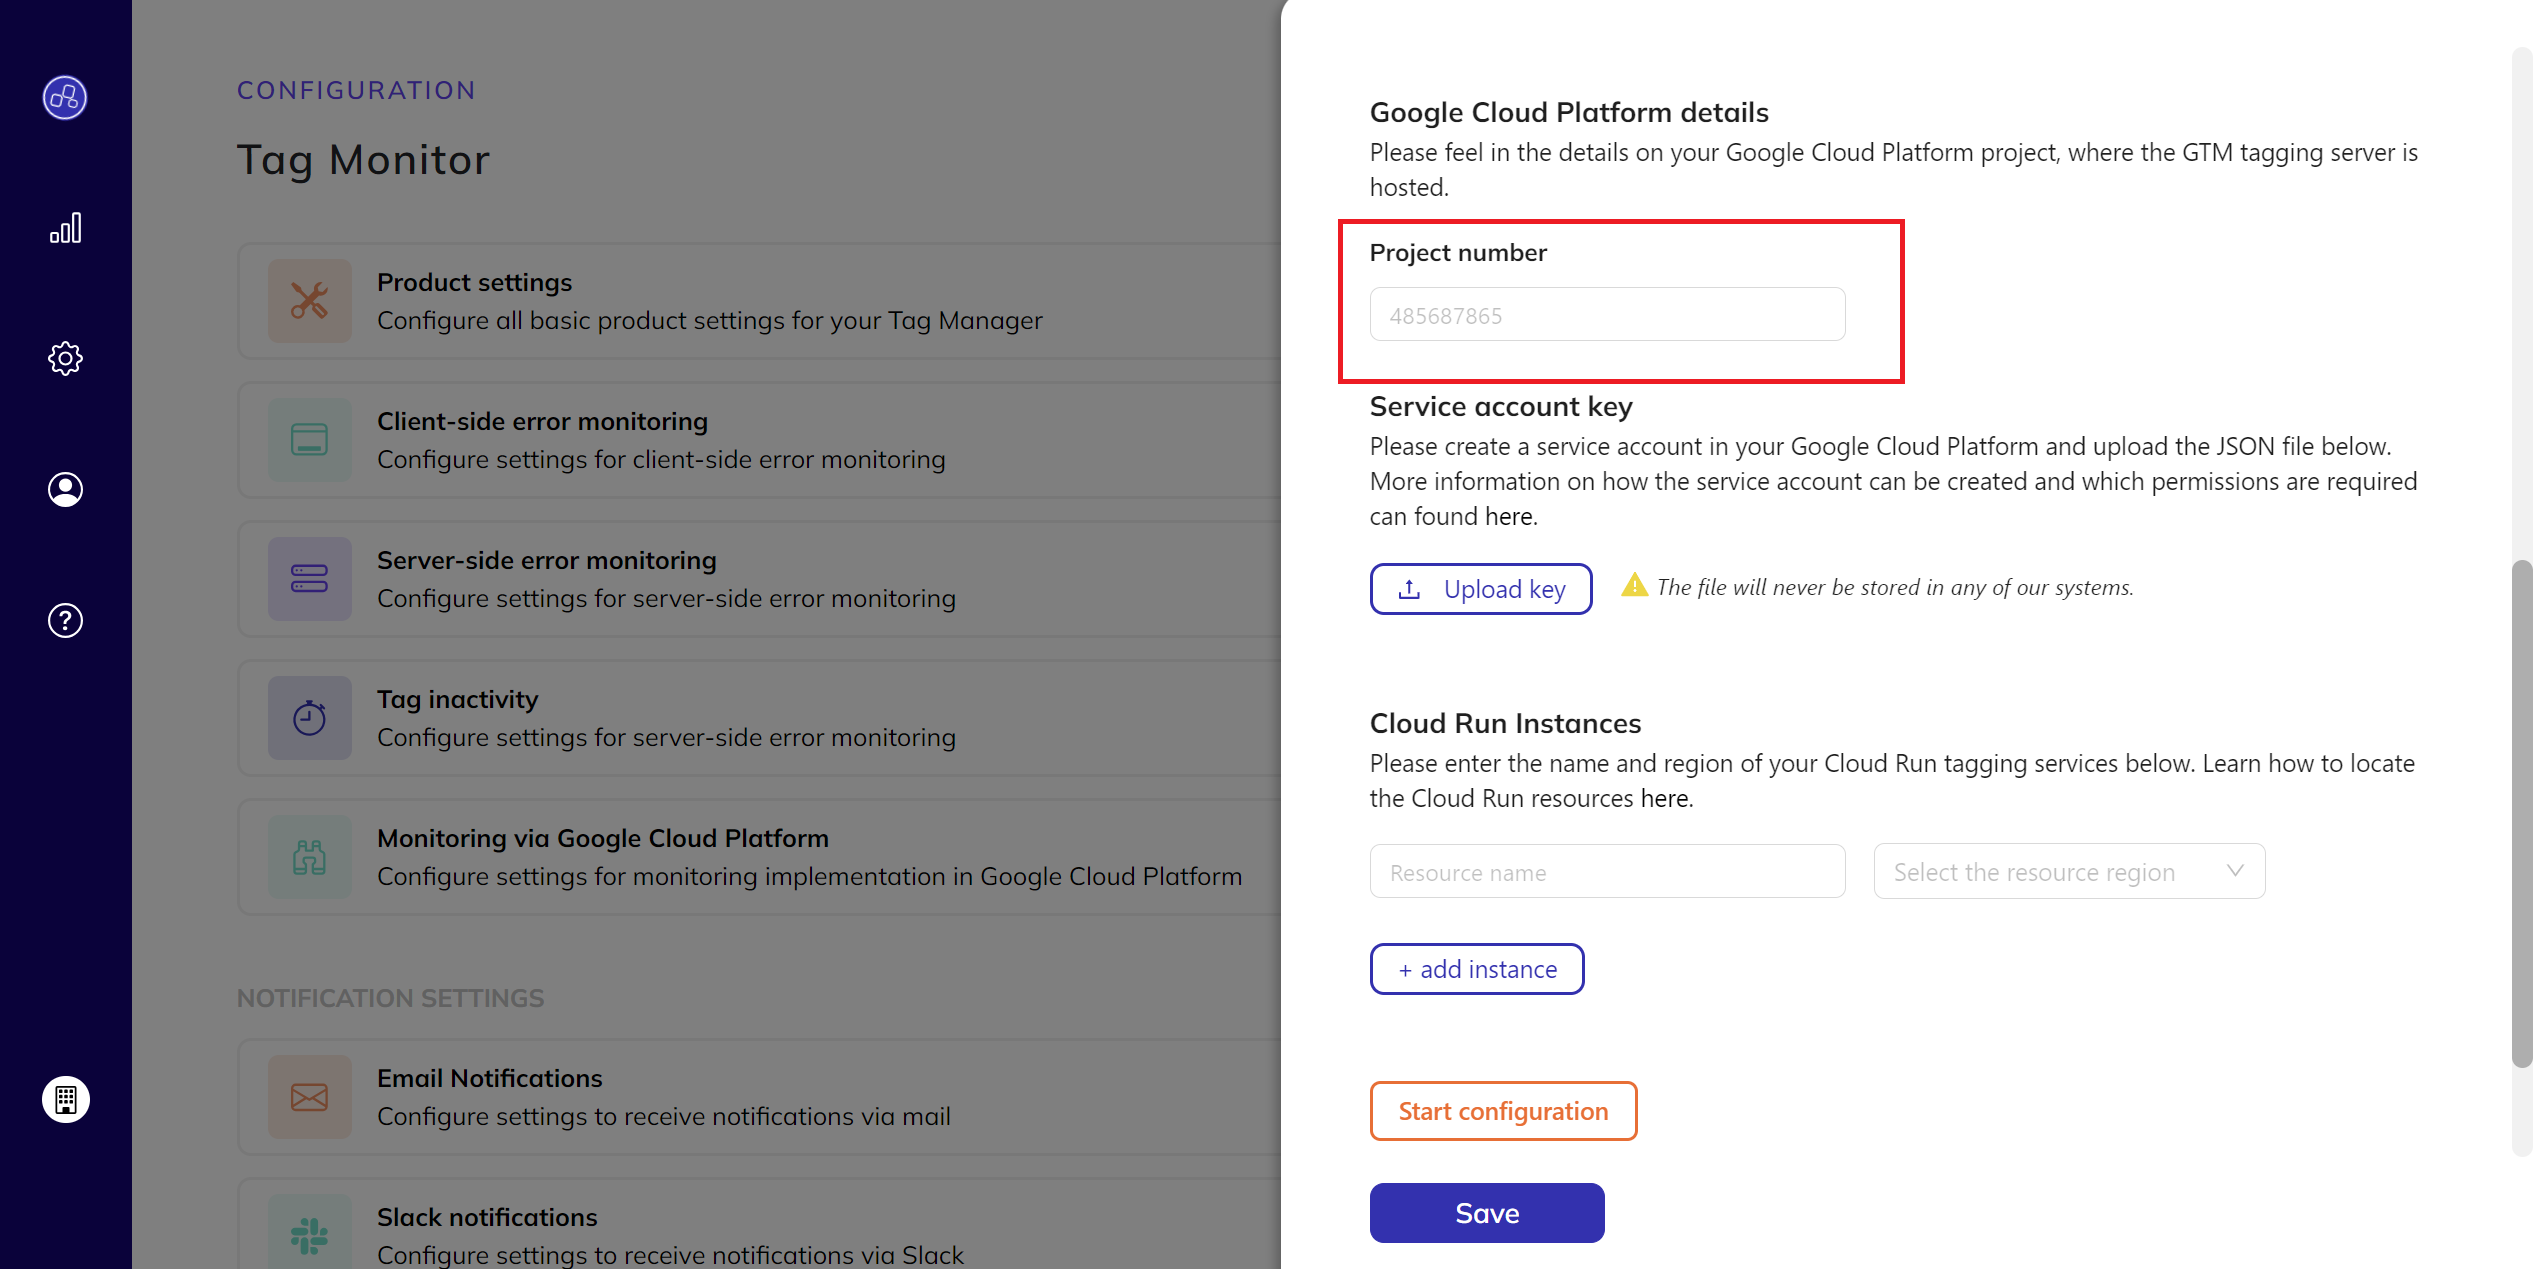 CONFIGURATION
Tag Monitor
Product settings
Configure all basic product settings for your Tag Manager
Client-side error monitoring
Configure settings for client-side error monitoring
Server-side error monitoring
Configure settings for server-side error monitoring
Tag inactivity
Configure settings for server-side error monitoring
Monitoring via Google Cloud Platform
Configure settings for monitoring implementation in Google Cloud Platform
NOTIFICATION SETTINGS
Email Notifications
Configure settings to receive notifications via mail
Slack notifications
Configure settings to receive notifications via Slack
Google Cloud Platform details
Please feel in the details on your Google Cloud Platform project, where the GTM tagging server is
hosted.
Project number
485687865
Service account key
Please create a service account in your Google Cloud Platform and upload the JSON file below.
More information on how the service account can be created and which permissions are required
can found here.
Upload key
The file will never be stored in any of our systems.
Cloud Run Instances
Please enter the name and region of your Cloud Run tagging services below. Learn how to locate
the Cloud Run resources here.
Resource name
Select the resource region
+ add instance
Start configuration
Save